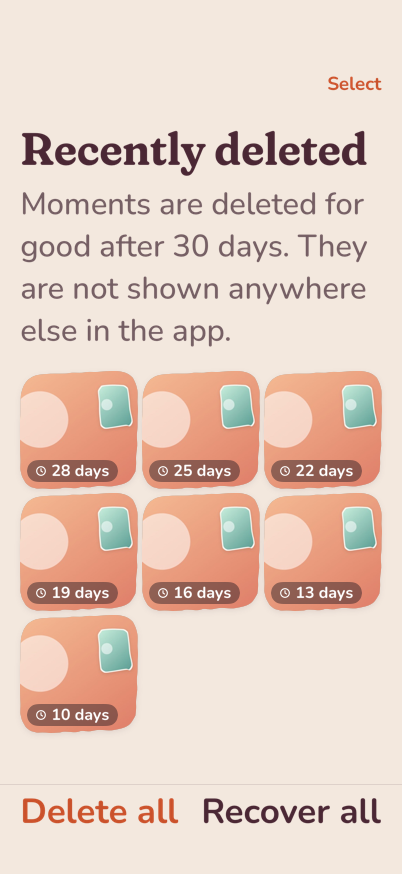 Select
Recently deleted
Moments are deleted for
good after 30 days. They
are not shown anywhere
else in the app.
28 days
25 days
22 days
19 days
16 days
13 days
10 days
Delete all
Recover all